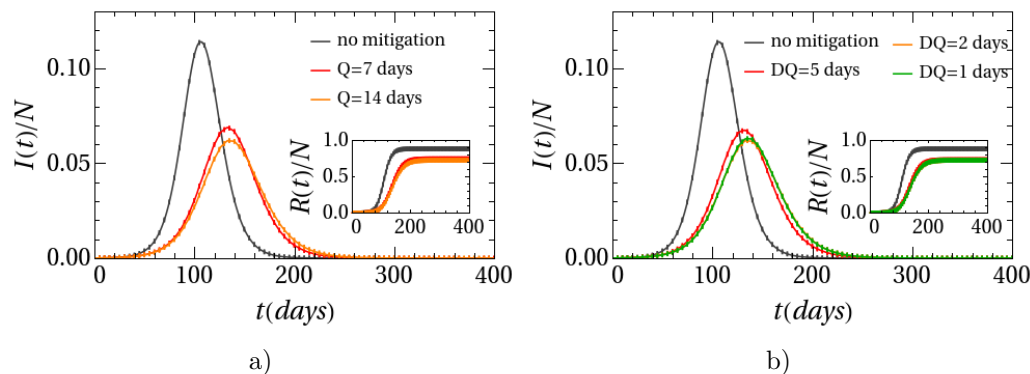 0.10
0.05
0.00
I(t)/N
no mitigation
Q=7 days
Q=14 days
1.0
0.5
0.0
R(t)/N
0 200 400
0 100 200 300 400
t(days)
a)
0.10
0.05
0.00
I(t)/N
no mitigation
DQ=5 days
DQ=2 days
DQ=1 days
1.0
0.5
0.0
R(t)/N
0 200 400
0 100 200 300 400
t(days)
b)